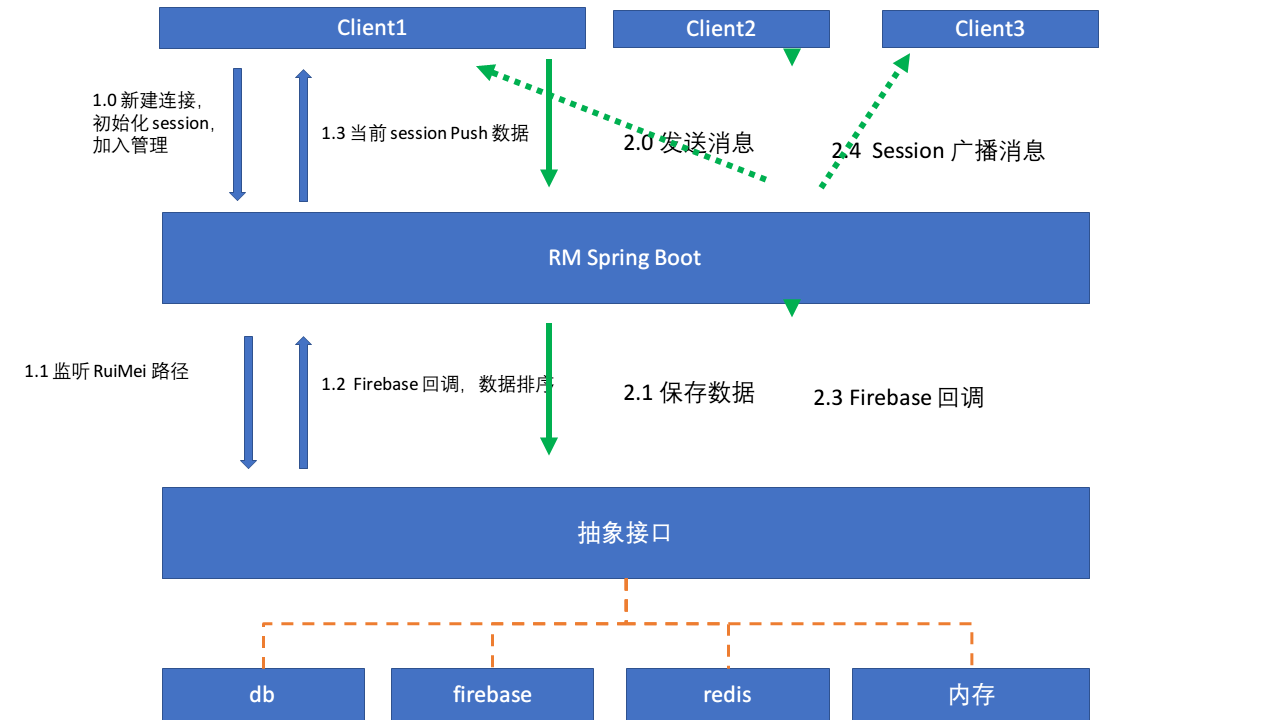 Client1
Client2
Client3
1.0 新建连接，
初始化 session，
加入管理
1.3 当前 session Push 数据
2.0 发送消息
2.4 Session 广播消息
RM Spring Boot
1.1 监听 RuiMei 路径
1.2 Firebase 回调，数据排序
2.1 保存数据
2.3 Firebase 回调
抽象接口
db
firebase
redis
内存